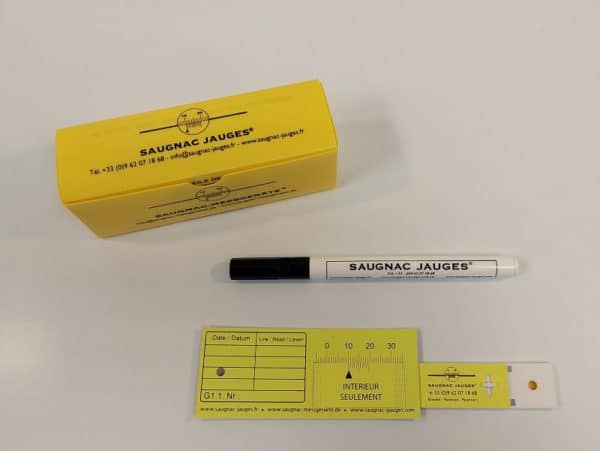 SAUGNAC JAUGES®
Tél. +33 (0)9 62 07 18 68 - info@saugnac-jauges.fr - www.saugnac-jauges.fr
SAUGNAC-MESSGERÄTE®
SAUGNAC JAUGES®
Date / Datum :
Lire / Read / Lesen :
0 10 20 30
INTERIEUR
SEULEMENT
G1.1. Nr :
www.saugnac-jauges.fr • www.saugnac-messgeraete.de • www.saugnac-jauges.com
SAUGNAC JAUGES®
+ 33 (0)9 62 07 18 68